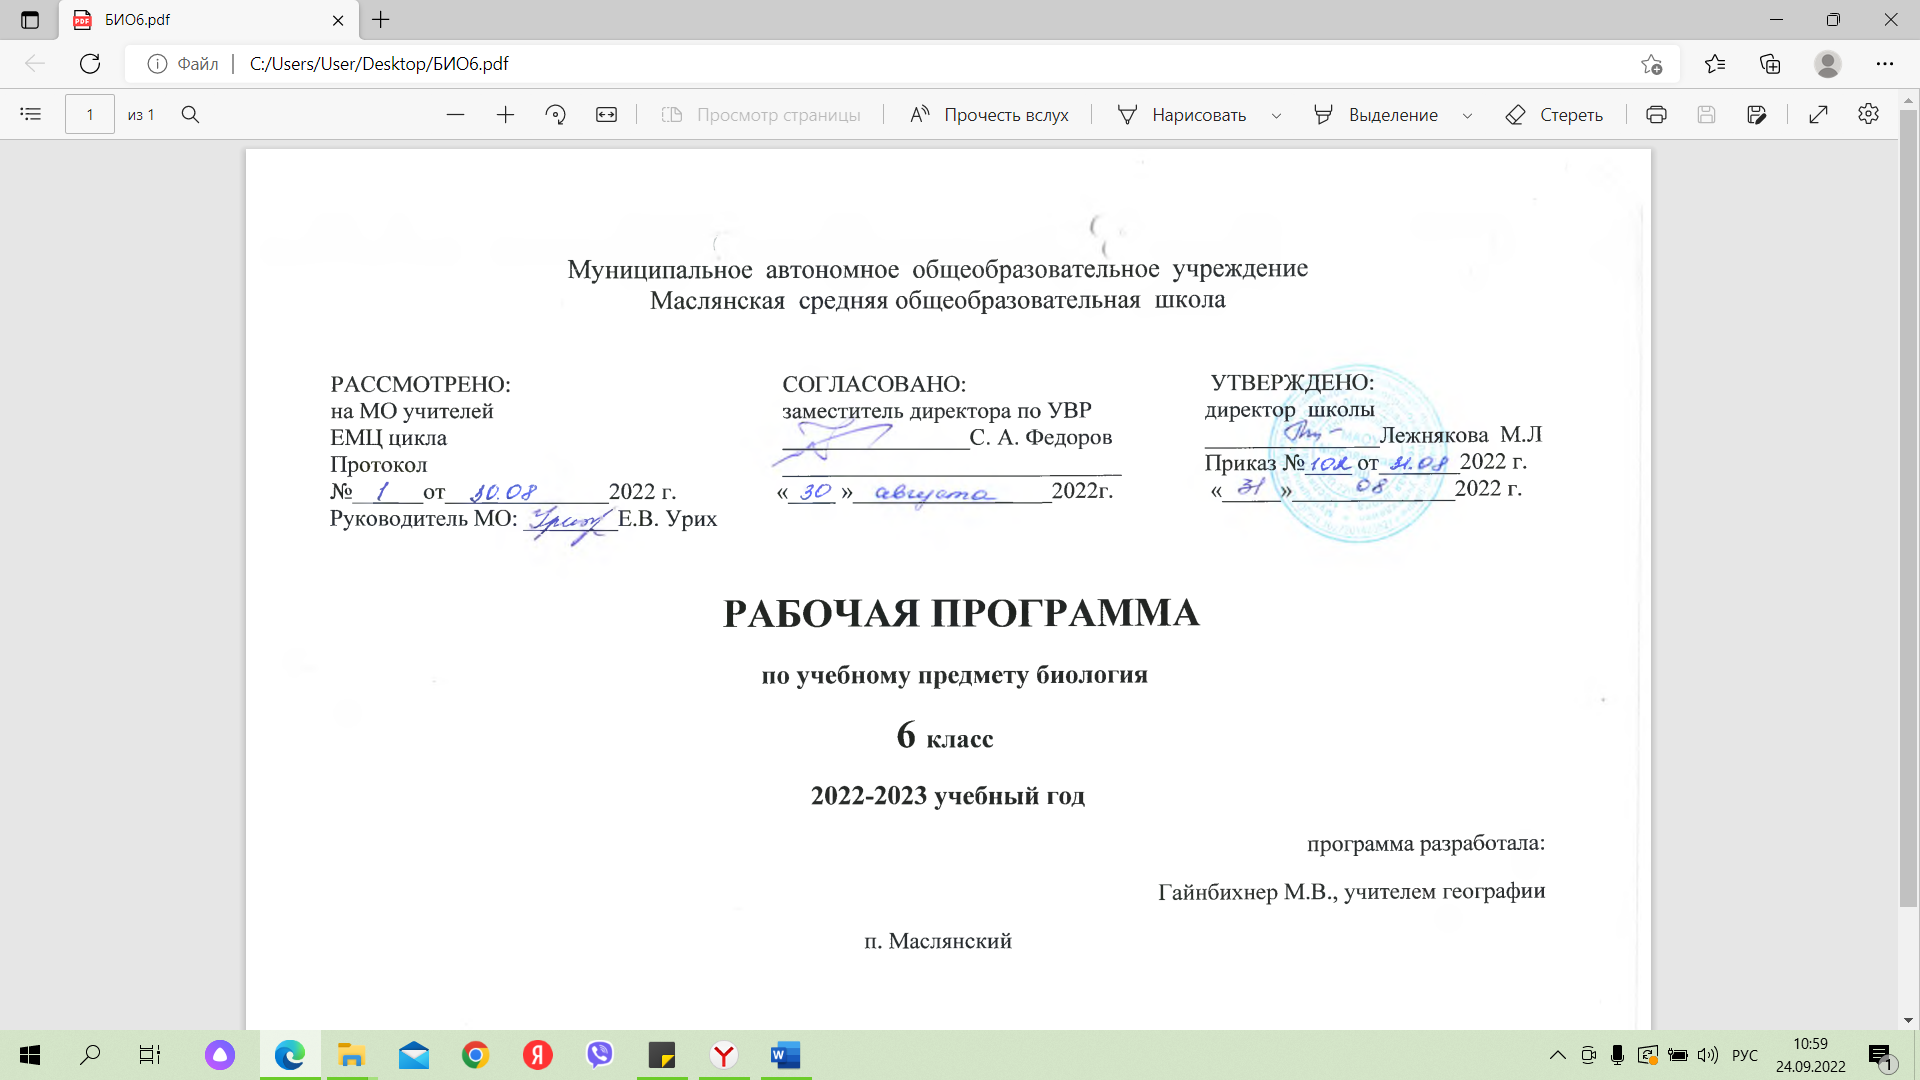 БИО6.pdf
Файл C:/Users/User/Desktop/БИО6.pdf
1 из 1 Просмотр страницы Прочесть вслух Нарисовать Выделение Стереть
Муниципальное автономное общеобразовательное учреждение
Маслянская средняя общеобразовательная школа
РАССМОТРЕНО:
на МО учителей
ЕМЦ цикла
Протокол
№ 1 от 30.08 2022 г.
Руководитель МО: Е.В. Урих
СОГЛАСОВАНО:
заместитель директора по УВР
С. А. Федоров
« 30 » августа 2022г.
УТВЕРЖДЕНО:
директор школы
Лежнякова М.Л
Приказ № 102 от 31.08 2022 г.
« 31 » 08 2022 г.
РАБОЧАЯ ПРОГРАММА
по учебному предмету биология
6 класс
2022-2023 учебный год
программа разработала:
Гайнбихнер М.В., учителем географии
п. Маслянский
РУС
10:59
24.09.2022
1